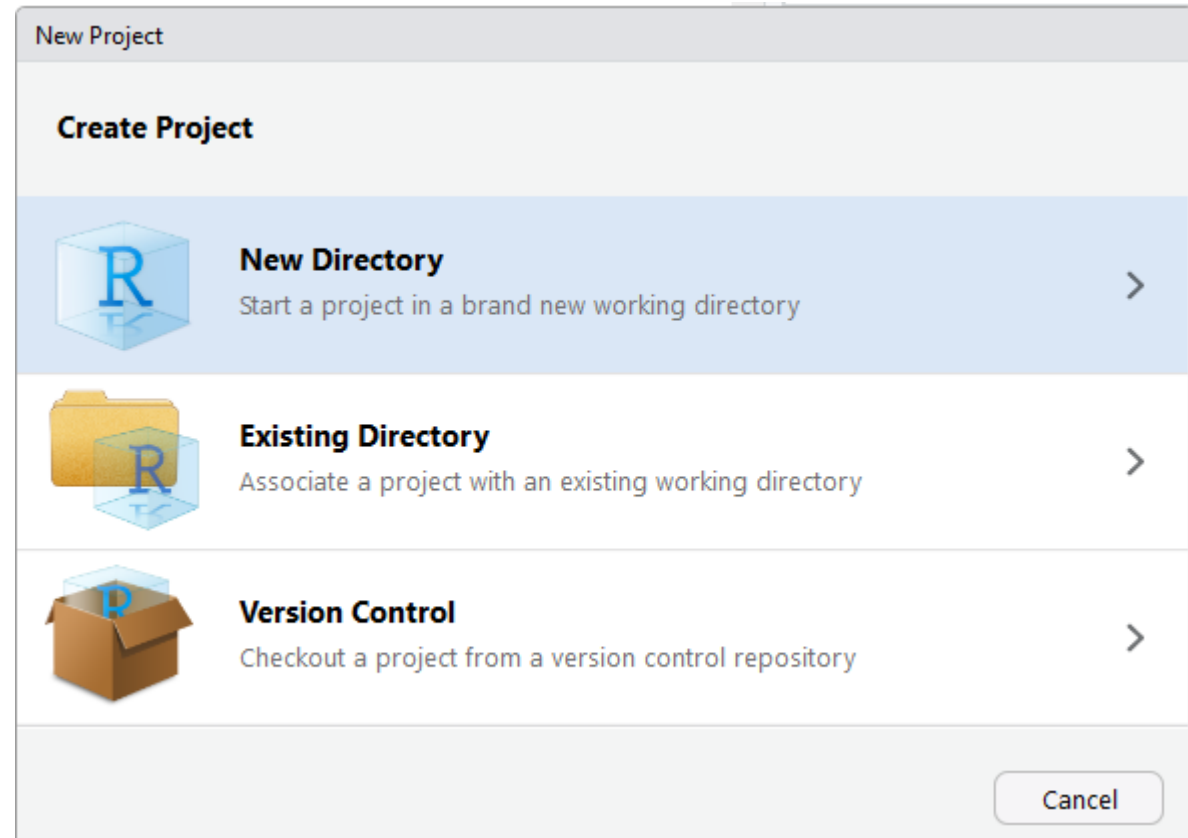 New Project
Create Project
New Directory
Start a project in a brand new working directory
Existing Directory
Associate a project with an existing working directory
Version Control
Checkout a project from a version control repository
Cancel